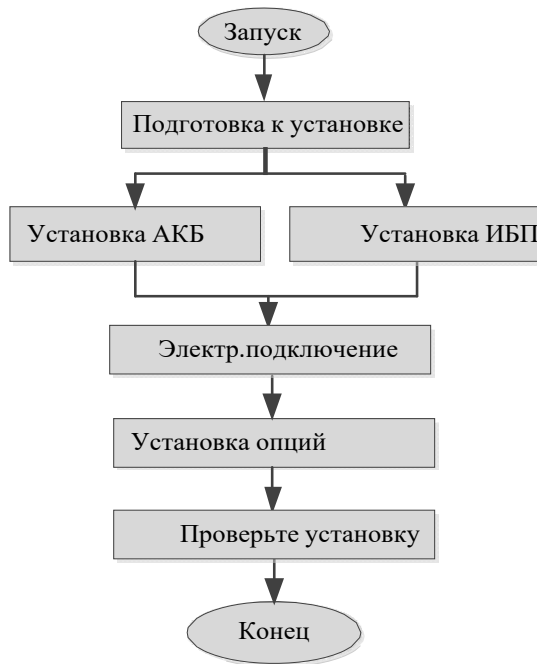 Запуск
Подготовка к установке
Установка АКБ
Установка ИБП
Электр.подключение
Установка опций
Проверьте установку
Конец